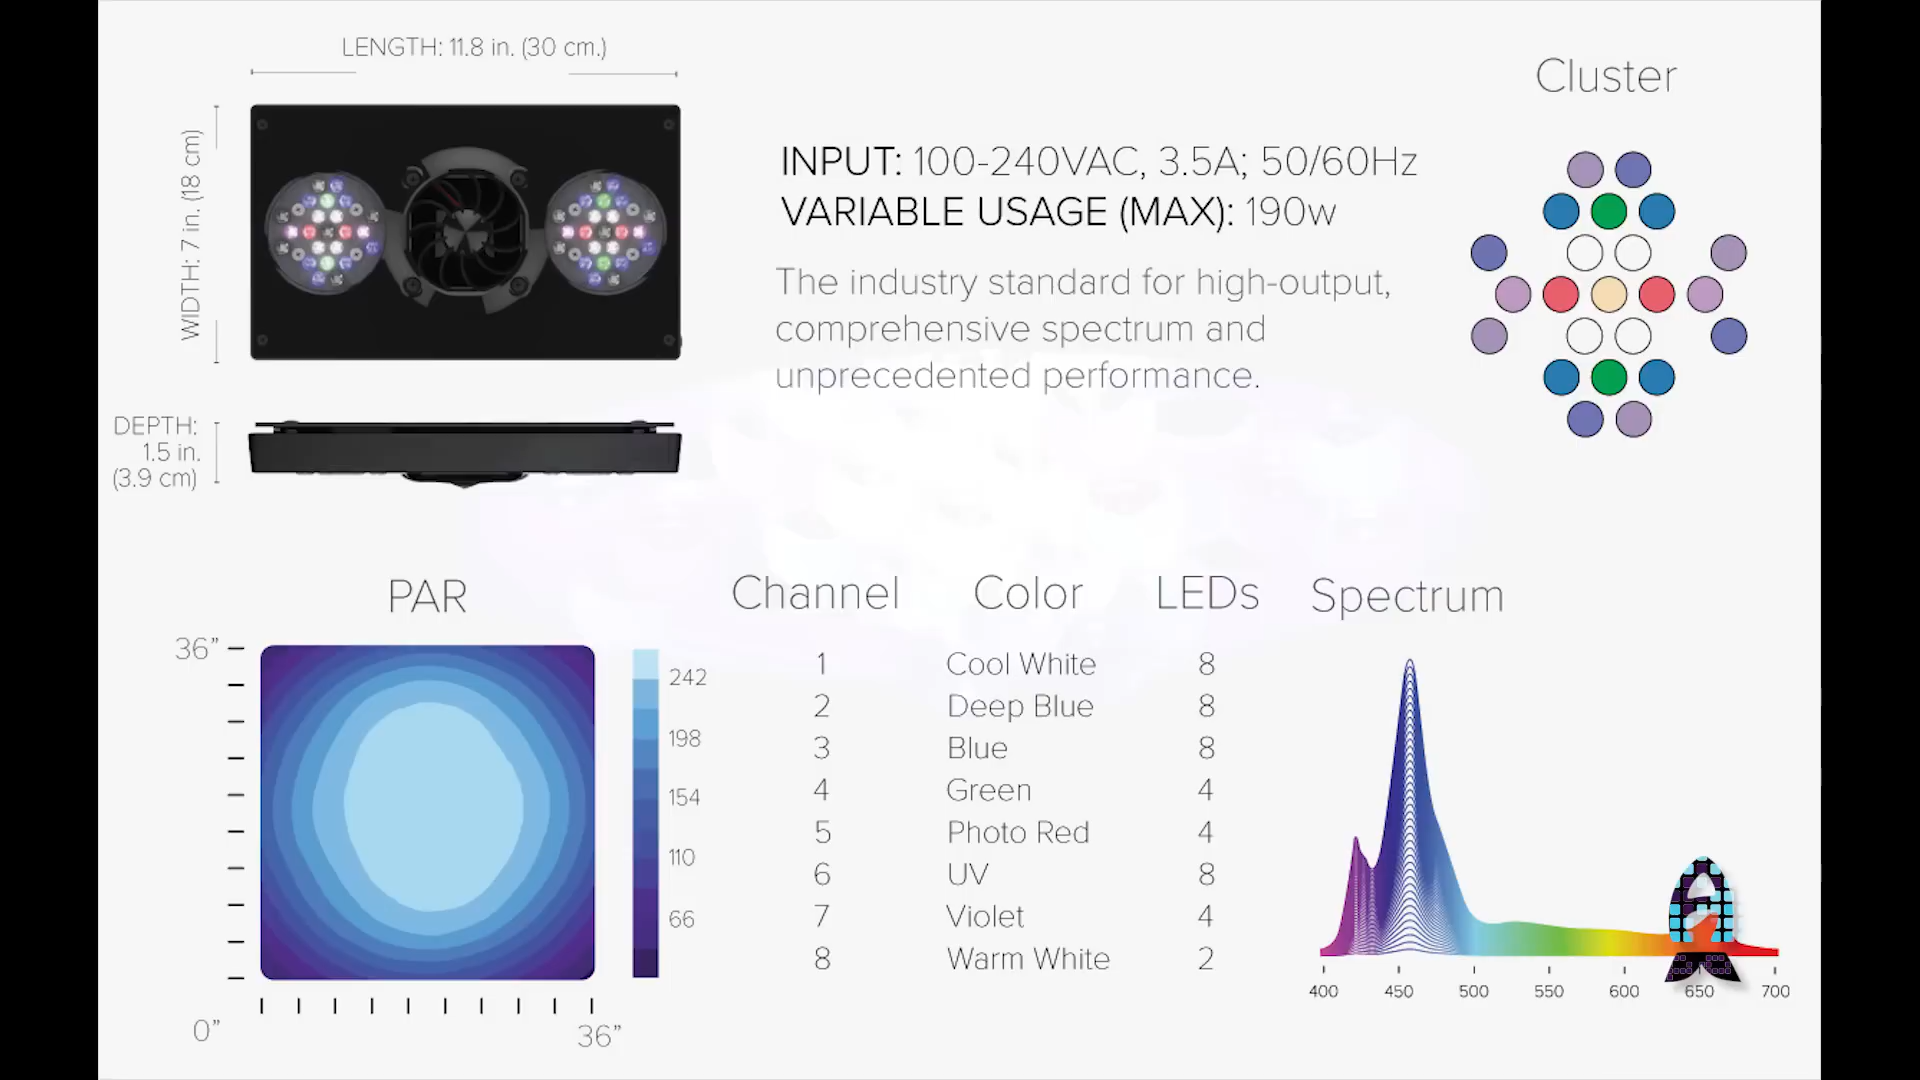 LENGTH: 11.8 in. (30 cm.)
WIDTH: 7 in. (18 cm)
DEPTH:
1.5 in.
(3.9 cm)
INPUT: 100-240VAC, 3.5A; 50/60Hz
VARIABLE USAGE (MAX): 190w
The industry standard for high-output,
comprehensive spectrum and
unprecedented performance.
Cluster
PAR
36”
0”
36”
242
198
154
110
66
Channel Color LEDs
1 Cool White 8
2 Deep Blue 8
3 Blue 8
4 Green 4
5 Photo Red 4
6 UV 8
7 Violet 4
8 Warm White 2
Spectrum
400 450 500 550 600 650 700